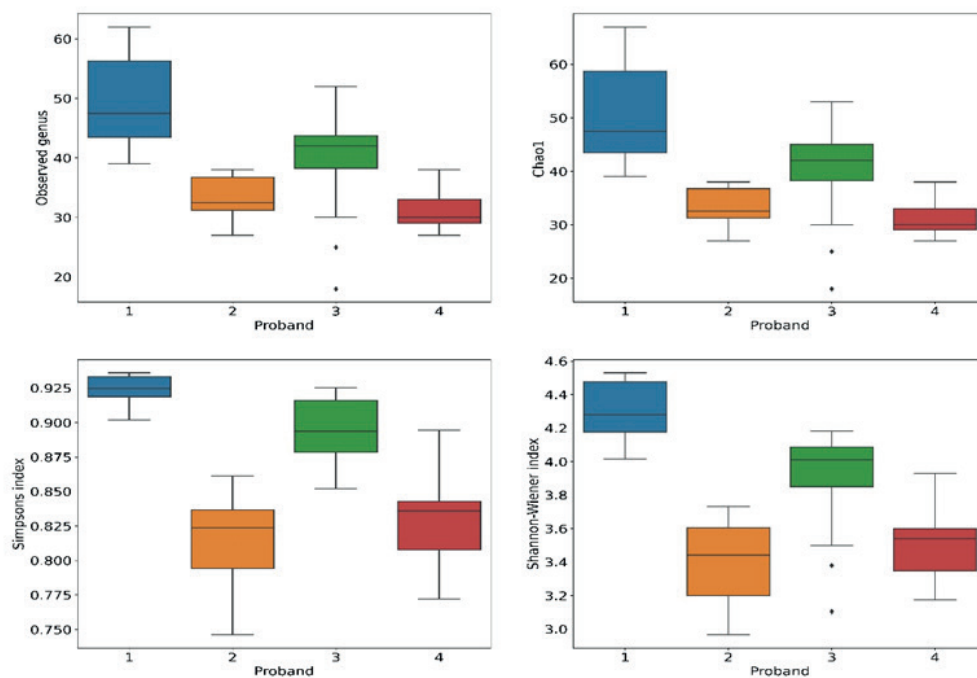 Observed genus
60
50
40
30
20
1 2 3 4
Proband
Chao1
60
50
40
30
20
1 2 3 4
Proband
Simpsons index
0.925
0.900
0.875
0.850
0.825
0.800
0.775
0.750
1 2 3 4
Proband
Shannon-Wiener index
4.6
4.4
4.2
4.0
3.8
3.6
3.4
3.2
3.0
1 2 3 4
Proband